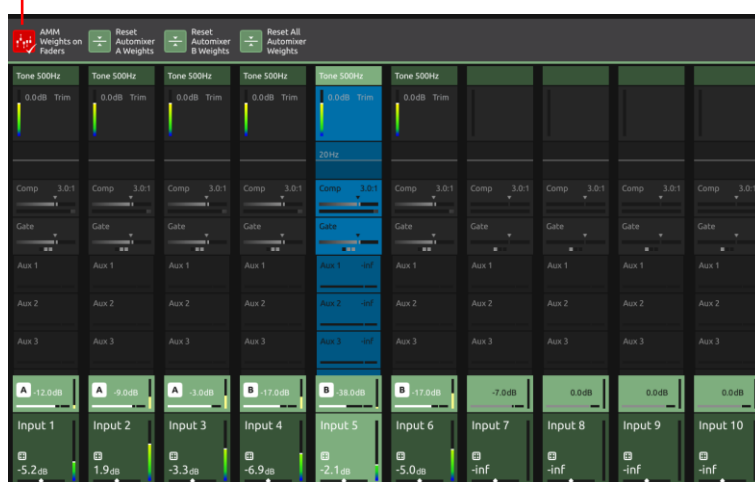 AMM Weights on Faders
Reset Automixer A Weights
Reset Automixer B Weights
Reset All Automixer Weights
Tone 500Hz Tone 500Hz Tone 500Hz Tone 500Hz Tone 500Hz Tone 500Hz
0.0dB Trim 0.0dB Trim 0.0dB Trim 0.0dB Trim 0.0dB Trim 0.0dB Trim
20Hz
Comp 3.0:1 Comp 3.0:1 Comp 3.0:1 Comp 3.0:1 Comp 3.0:1 Comp 3.0:1 Comp 3.0:1 Comp 3.0:1 Comp 3.0:1 Comp 3.0:1
Gate Gate Gate Gate Gate Gate Gate Gate Gate Gate
Aux 1 Aux 1 Aux 1 Aux 1 Aux 1 -inf Aux 1 Aux 1 Aux 1 Aux 1 Aux 1
Aux 2 Aux 2 Aux 2 Aux 2 Aux 2 -inf Aux 2 Aux 2 Aux 2 Aux 2 Aux 2
Aux 3 Aux 3 Aux 3 Aux 3 Aux 3 -inf Aux 3 Aux 3 Aux 3 Aux 3 Aux 3
A -12.0dB A -9.0dB A -3.0dB B -17.0dB B -38.0dB B -17.0dB -7.0dB 0.0dB 0.0dB 0.0dB
Input 1 Input 2 Input 3 Input 4 Input 5 Input 6 Input 7 Input 8 Input 9 Input 10
-5.2dB 1.9dB -3.3dB -6.9dB -2.1dB -5.0dB -inf -inf -inf -inf